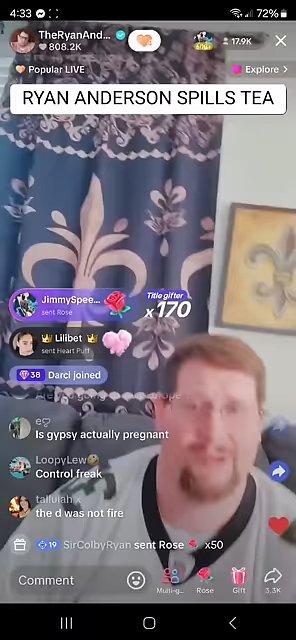 4:33
72%
TheRyanAnd...
808.2K
17.9K
Popular LIVE
Explore >
RYAN ANDERSON SPILLS TEA
JimmySpee...
sent Rose
Title gifter
x170
Lilibet
sent Heart Puff
38 Darci joined
e
Is gypsy actually pregnant
LoopyLew
Control freak
tallulah x
the d was not fire
19 SirColbyRyan sent Rose x50
Comment
Multi-g...
Rose
Gift
3.3K